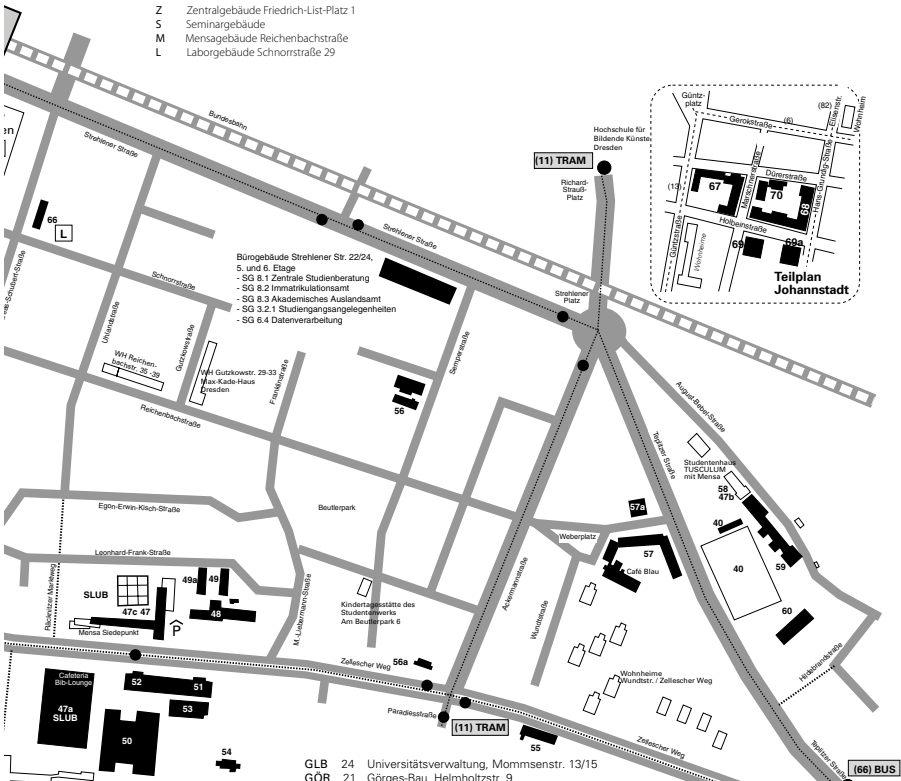 Z Zentralgebäude Friedrich-List-Platz 1
S Seminargebäude
M Mensagebäude Reichenbachstraße
L Laborgebäude Schnorrstraße 29
Bundesbahn
Strehlener Straße
Hochschule für
Bildende Künste
Dresden
(11) TRAM
Richard-
Strauß-
Platz
Güntz-
platz
(82)
Elisenstr.
Wohnheim
Gerokstraße
(6)
Marschnerstraße
Dürerstraße
Hans-Grundig-Straße
(13)
67
70
68
Holbeinstraße
Güntzstraße
Wohnheime
69
69a
Teilplan
Johannstadt
66
L
Strehlener Straße
Bürogebäude Strehlener Str. 22/24,
5. und 6. Etage
- SG 8.1 Zentrale Studienberatung
- SG 8.2 Immatrikulationsamt
- SG 8.3 Akademisches Auslandsamt
- SG 3.2.1 Studiengangsangelegenheiten
- SG 6.4 Datenverarbeitung
Schnorrstraße
Strehlener
Platz
Uhlandstraße
Gutzkowstraße
WH Reichen-
bachstr. 35 -39
WH Gutzkowstr. 29-33
Max-Kade-Haus
Dresden
Franklinstraße
Semperstraße
56
Reichenbachstraße
August-Bebel-Straße
Teplitzer Straße
Studentenhaus
TUSCULUM
mit Mensa
58
47b
40
40
59
60
Hildebrandstraße
Egon-Erwin-Kisch-Straße
Beutlerpark
57a
Weberplatz
57
Café Blau
Leonhard-Frank-Straße
Räcknitzer Marktweg
SLUB
47c 47
49a
49
48
P
Mensa Siedepunkt
M.-Liebermann-Straße
Kindertagesstätte des
Studentenwerks
Am Beutlerpark 6
Ackermannstraße
Wundtstraße
Zellescher Weg
56a
Wohnheime
Wundtstr. / Zellescher Weg
Cafeteria
Bib-Lounge
47a
SLUB
52
51
53
50
54
Paradiesstraße
(11) TRAM
55
Zellescher Weg
Teplitzer Straße
(66) BUS
GLB 24 Universitätsverwaltung, Mommsenstr. 13/15
GÖR 21 Görges-Bau, Helmholtzstr. 9